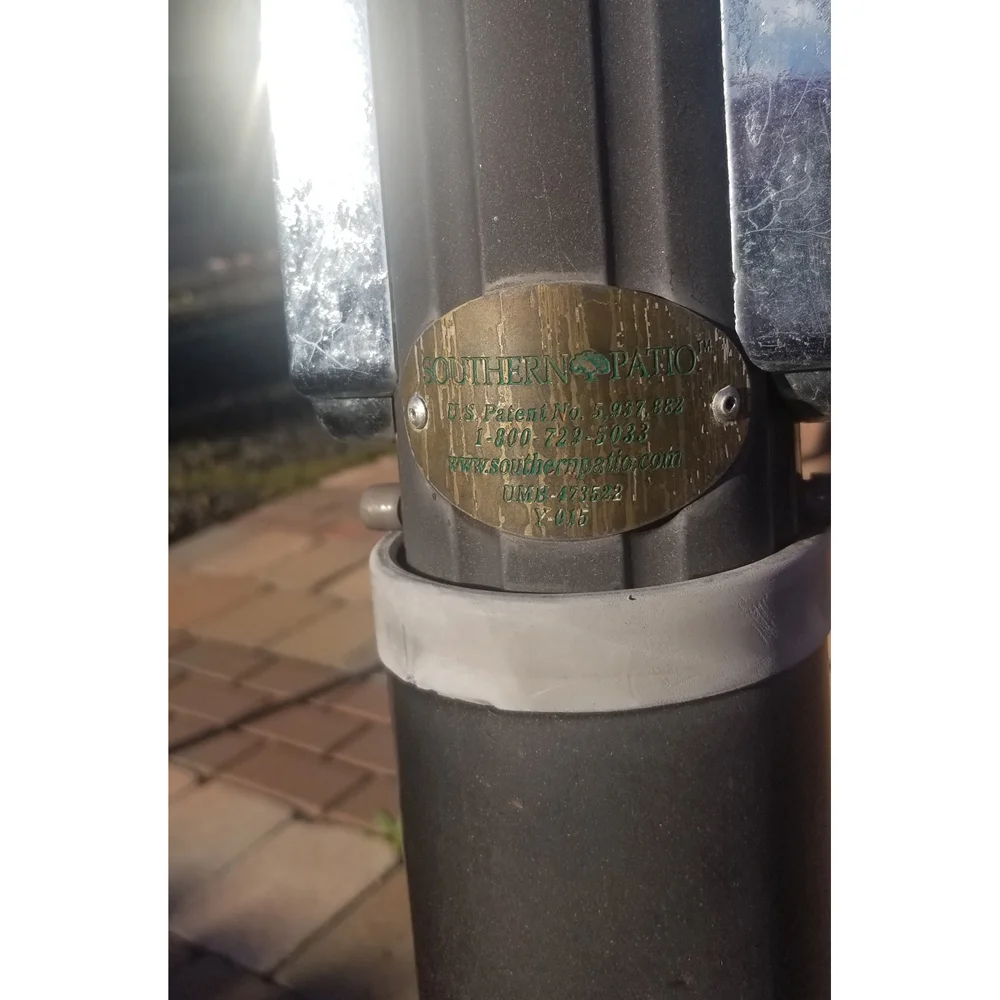 SOUTHERN PATIO™
U.S. Patent No. 5,937,882
1-800-729-5033
www.southernpatio.com
UMB-473522
Y-015